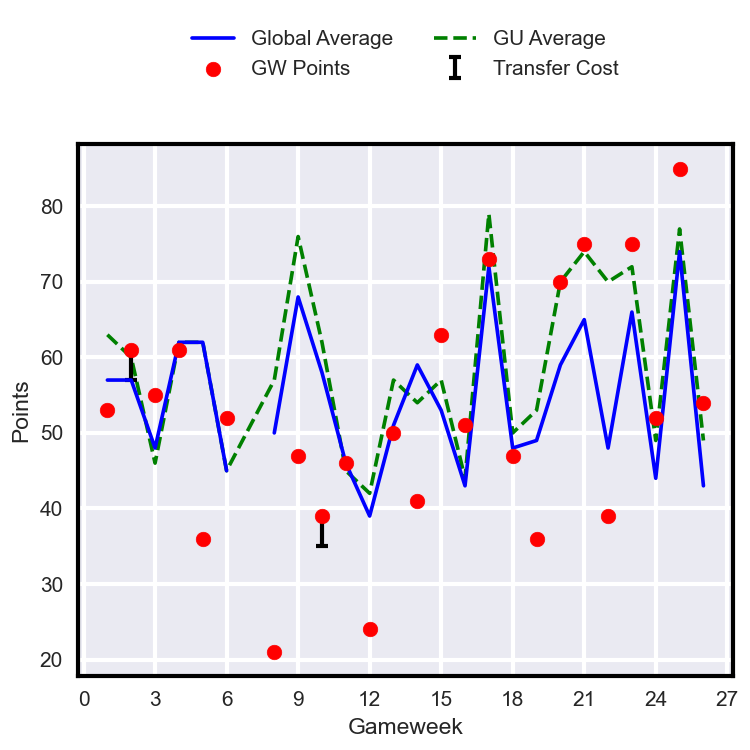 Global Average
GU Average
GW Points
Transfer Cost
80
70
60
50
40
30
20
Points
0 3 6 9 12 15 18 21 24 27
Gameweek